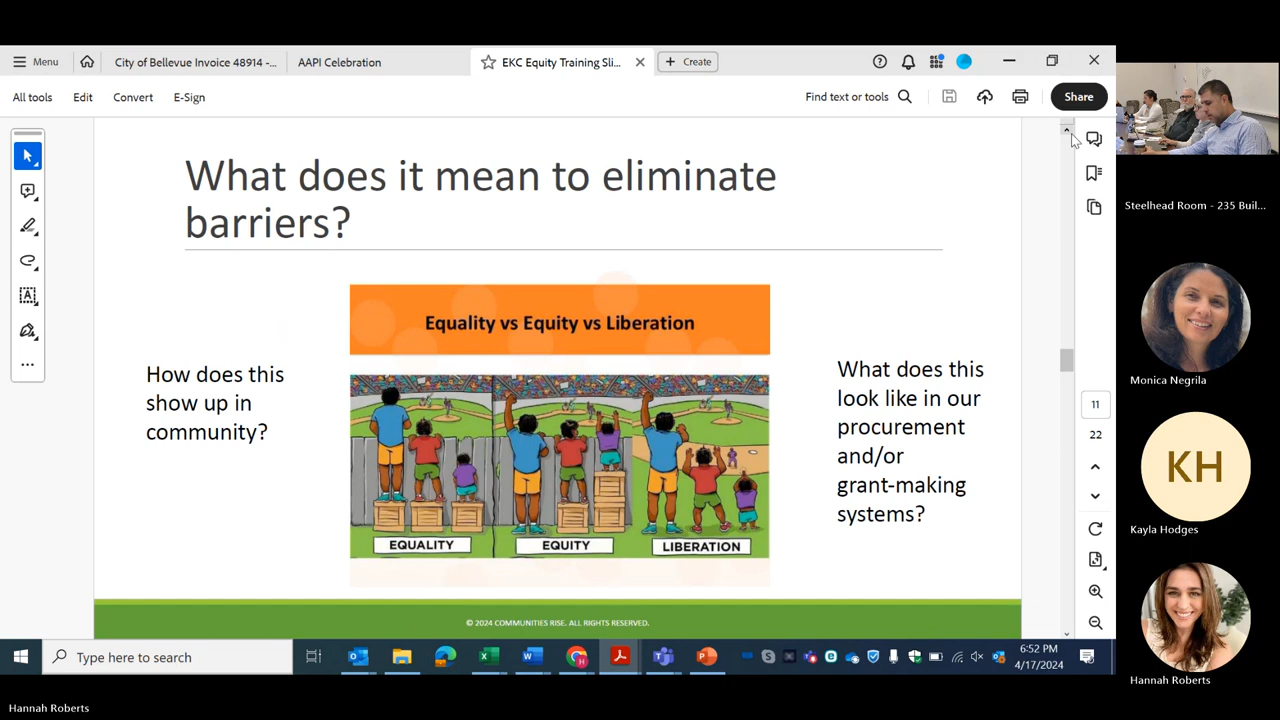 Menu
City of Bellevue Invoice 48914 -...
AAPI Celebration
EKC Equity Training Sli...
Create
All tools
Edit
Convert
E-Sign
Find text or tools
Share
What does it mean to eliminate
barriers?
Equality vs Equity vs Liberation
How does this
show up in
community?
EQUALITY
EQUITY
LIBERATION
What does this
look like in our
procurement
and/or
grant-making
systems?
© 2024 COMMUNITIES RISE. ALL RIGHTS RESERVED.
11
22
Type here to search
6:52 PM
4/17/2024
Steelhead Room - 235 Buil...
Monica Negrila
KH
Kayla Hodges
Hannah Roberts
Hannah Roberts